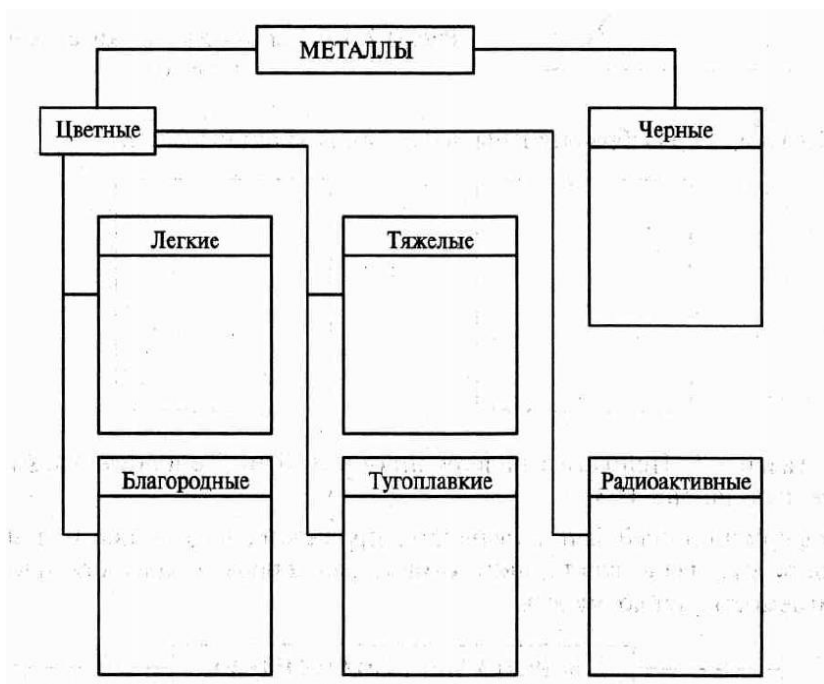 МЕТАЛЛЫ
Цветные
Черные
Легкие
Тяжелые
Благородные
Тугоплавкие
Радиоактивные